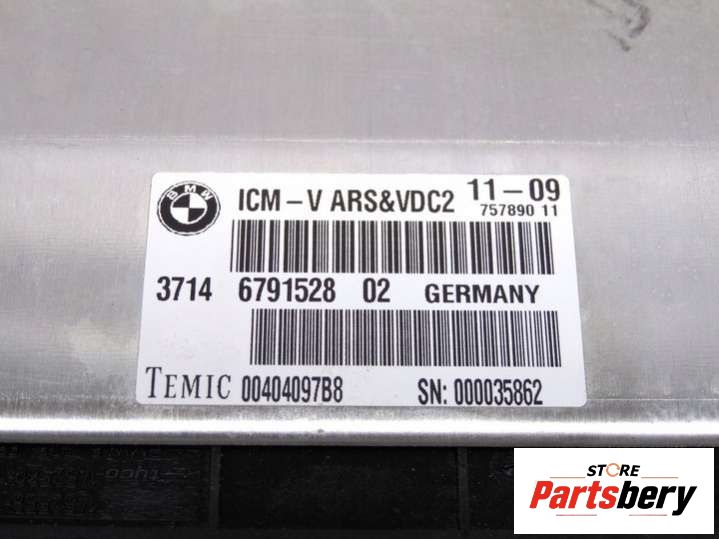 BMW
ICM – V ARS&VDC2 11 – 09
757890 11
3714 6791528 02 GERMANY
TEMIC 00404097B8 SN: 000035862
STORE
Partsbery